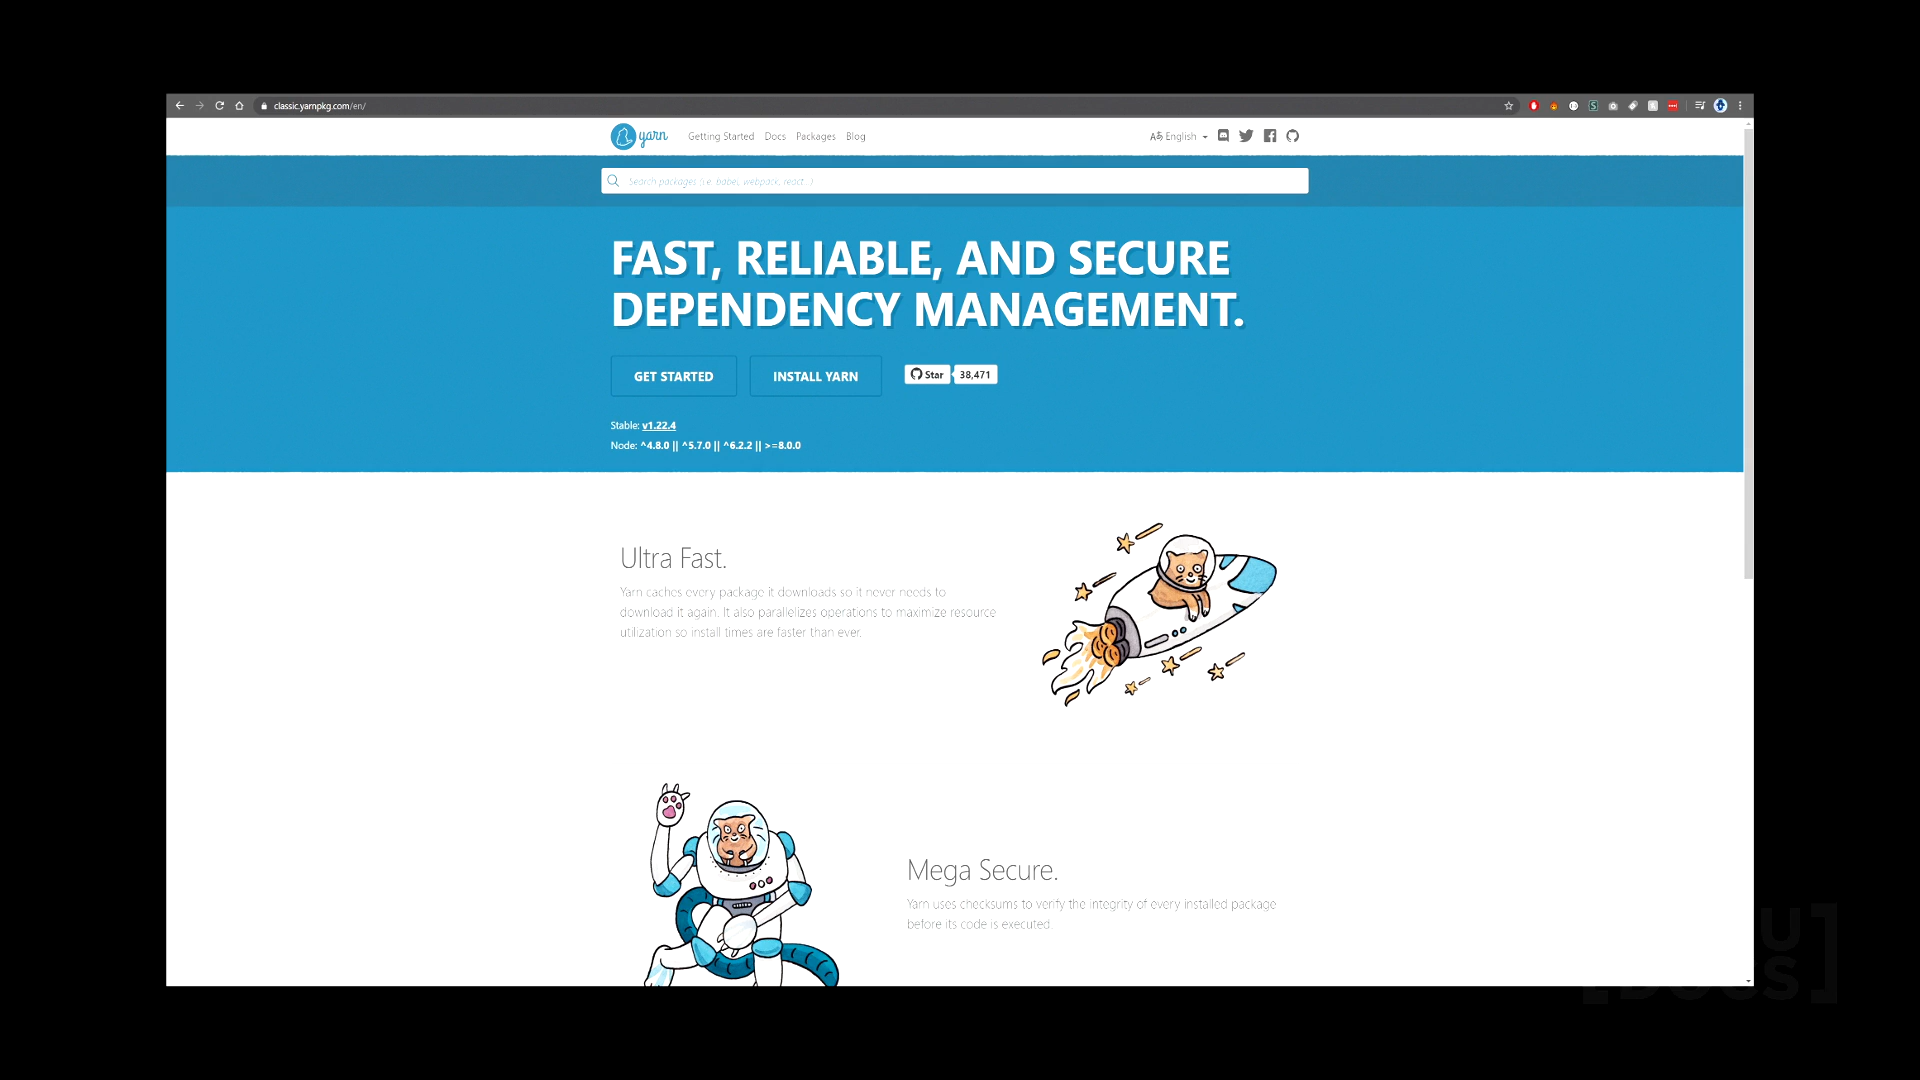 classic.yarnpkg.com/en/
yarn Getting Started Docs Packages Blog Aあ English
Search packages (i.e. babel, webpack, react...)
FAST, RELIABLE, AND SECURE
DEPENDENCY MANAGEMENT.
GET STARTED INSTALL YARN Star 38,471
Stable: v1.22.4
Node: ^4.8.0 || ^5.7.0 || ^6.2.2 || >=8.0.0
Ultra Fast.
Yarn caches every package it downloads so it never needs to
download it again. It also parallelizes operations to maximize resource
utilization so install times are faster than ever.
Mega Secure.
Yarn uses checksums to verify the integrity of every installed package
before its code is executed.